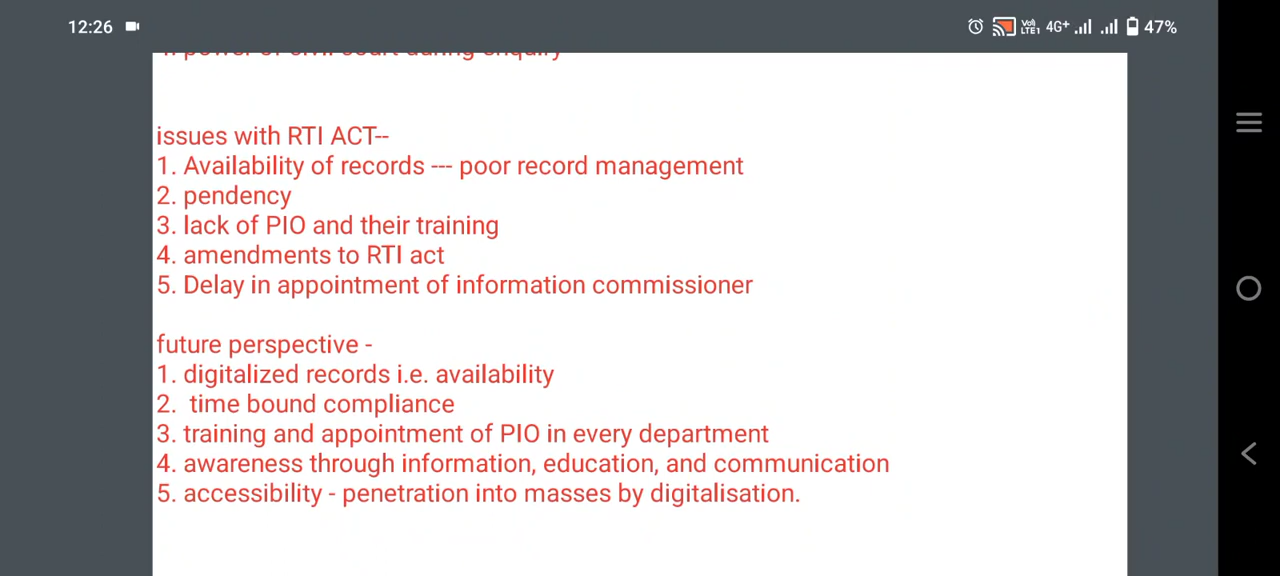 12:26
4G+ 47%
VoLTE1
issues with RTI ACT--
1. Availability of records --- poor record management
2. pendency
3. lack of PIO and their training
4. amendments to RTI act
5. Delay in appointment of information commissioner
future perspective -
1. digitalized records i.e. availability
2.  time bound compliance
3. training and appointment of PIO in every department
4. awareness through information, education, and communication
5. accessibility - penetration into masses by digitalisation.